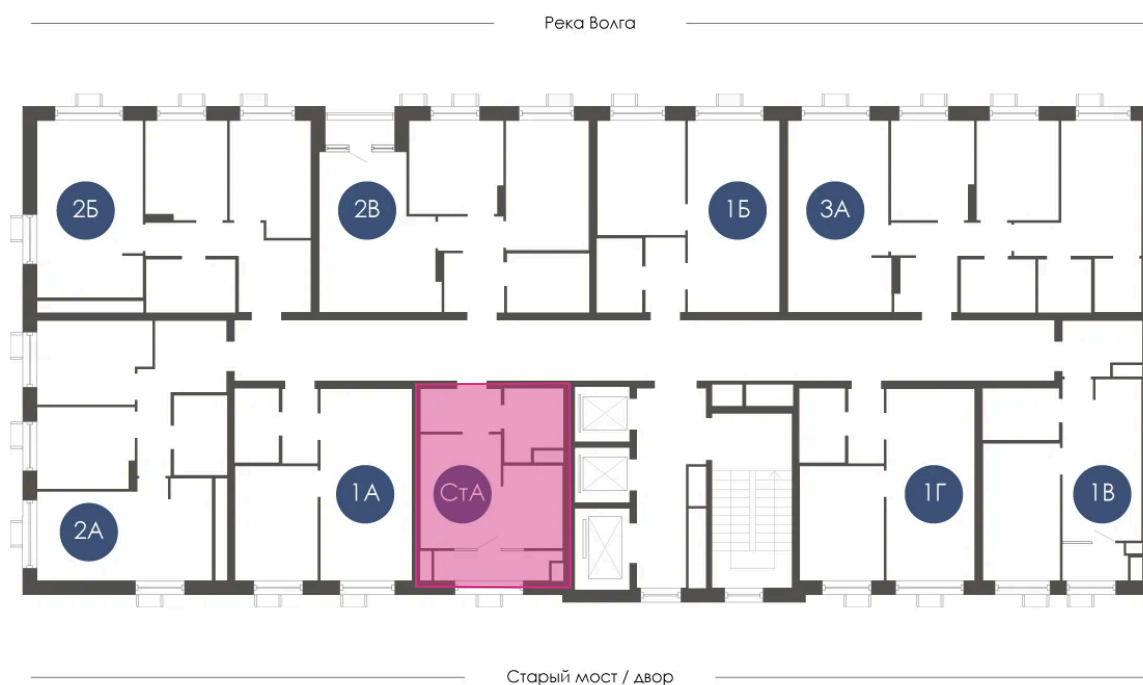 Река Волга
2Б
2В
1Б
3А
СтА
1А
1Г
1В
2А
Старый мост / двор